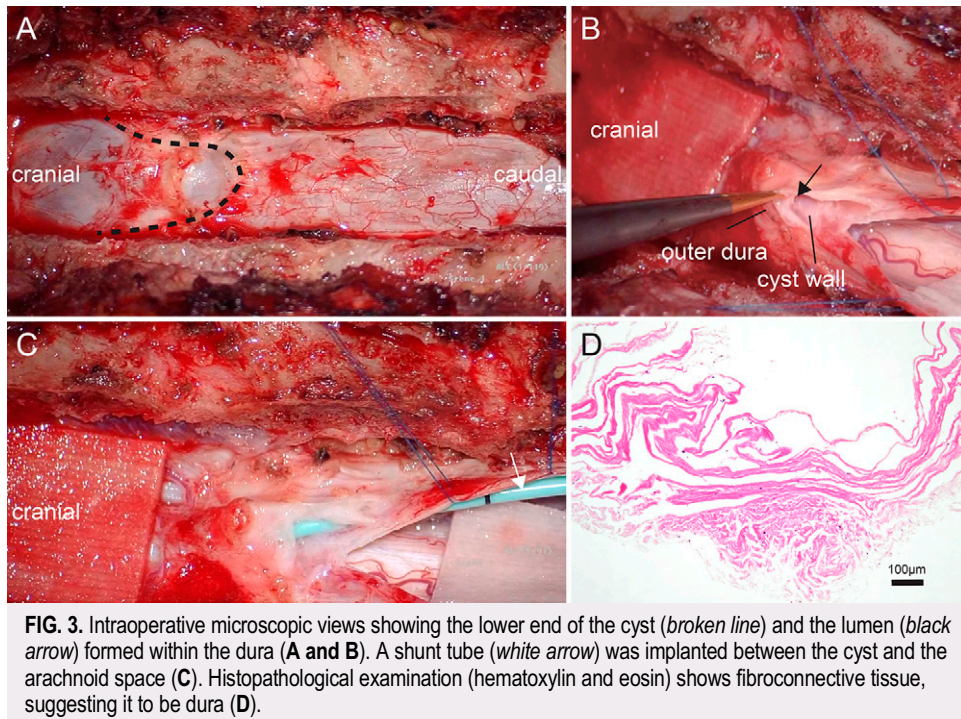 A
cranial
caudal
B
cranial
outer dura
cyst wall
C
cranial
D
100µm
FIG. 3. Intraoperative microscopic views showing the lower end of the cyst (broken line) and the lumen (black
arrow) formed within the dura (A and B). A shunt tube (white arrow) was implanted between the cyst and the
arachnoid space (C). Histopathological examination (hematoxylin and eosin) shows fibroconnective tissue,
suggesting it to be dura (D).